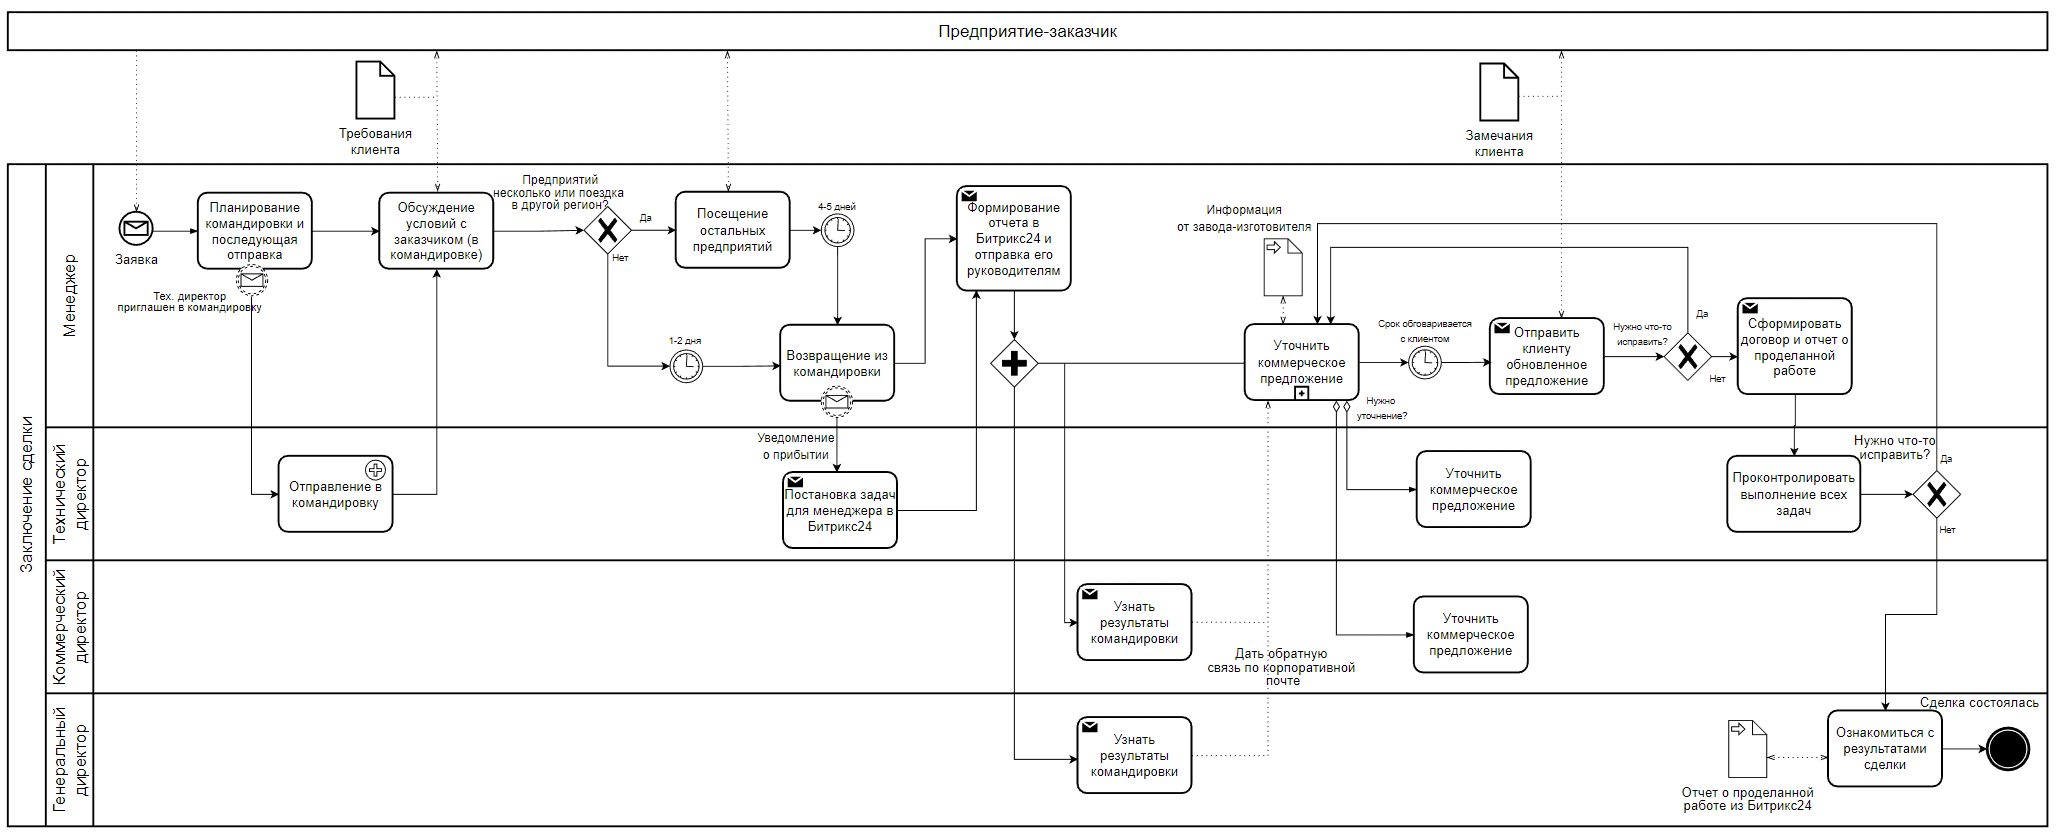 Предприятие-заказчик
Требования
клиента
Замечания
клиента
Заключение сделки
Менеджер
Заявка
Планирование
командировки и
последующая
отправка
Тех. директор
приглашен в командировку
Обсуждение
условий с
заказчиком (в
командировке)
Предприятий
несколько или поездка
в другой регион?
Да
Нет
Посещение
остальных
предприятий
4-5 дней
1-2 дня
Возвращение из
командировки
Формирование
отчета в
Битрикс24 и
отправка его
руководителям
Информация
от завода-изготовителя
Уточнить
коммерческое
предложение
Срок обговаривается
с клиентом
Нужно
уточнение?
Отправить
клиенту
обновленное
предложение
Нужно что-то
исправить?
Да
Нет
Сформировать
договор и отчет о
проделанной
работе
Технический
директор
Отправление в
командировку
Уведомление
о прибытии
Постановка задач
для менеджера в
Битрикс24
Уточнить
коммерческое
предложение
Проконтролировать
выполнение всех
задач
Нужно что-то
исправить?
Да
Нет
Коммерческий
директор
Узнать
результаты
командировки
Дать обратную
связь по корпоративной
почте
Уточнить
коммерческое
предложение
Генеральный
директор
Узнать
результаты
командировки
Отчет о проделанной
работе из Битрикс24
Ознакомиться с
результатами
сделки
Сделка состоялась